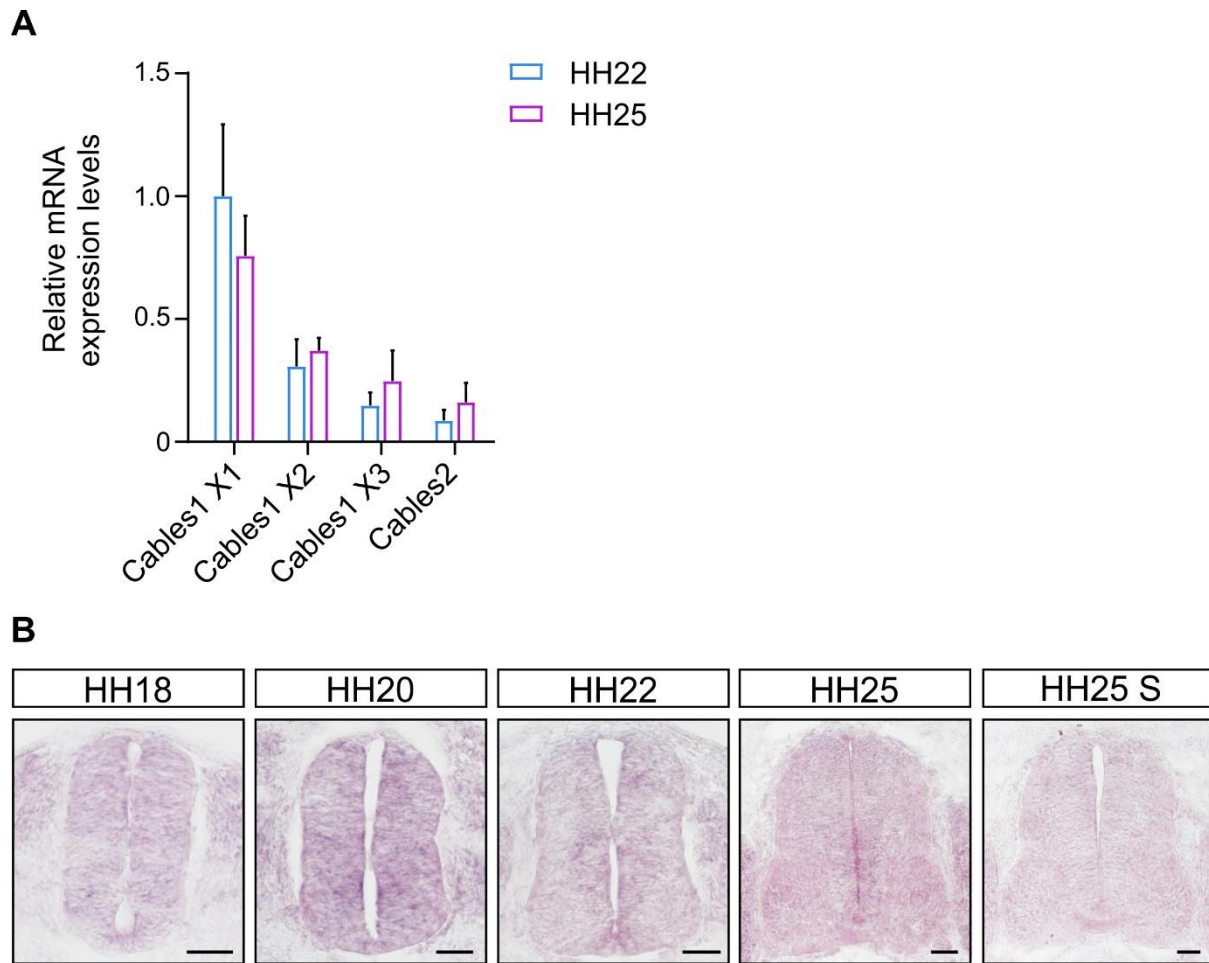 A
1.5
1.0
0.5
0
Relative mRNA
expression levels
HH22
HH25
Cables1 X1
Cables1 X2
Cables1 X3
Cables2
B
HH18
HH20
HH22
HH25
HH25 S